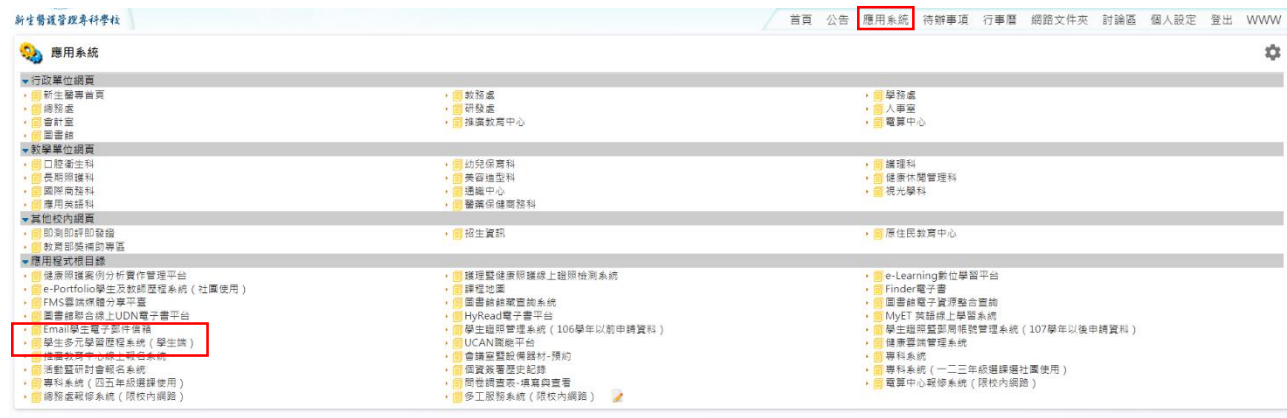 新生醫護管理專科學校
首頁 公告 應用系統 待辦事項 行事曆 網路文件夾 討論區 個人設定 登出 WWW
應用系統
行政單位網頁
新生醫專首頁 教務處 學務處
總務處 研發處 人事室
會計室 推廣教育中心 電算中心
圖書館
教學單位網頁
口腔衛生科 幼兒保育科 護理科
長期照護科 美容造型科 健康休閒管理科
國際商務科 通識中心 視光學科
應用英語科 醫藥保健商務科
其他校內網頁
即測即評即發證 招生資訊 原住民教育中心
教育部獎補助專區
應用程式根目錄
健康照護案例分析實作管理平台 護理暨健康照護線上證照檢測系統 e-Learning數位學習平台
e-Portfolio學生及教師歷程系統（社團使用） 課程地圖 Finder電子書
FMS雲端媒體分享平臺 圖書館館藏查詢系統 圖書館電子資源整合查詢
圖書館聯合線上UDN電子書平台 HyRead電子書平台 MyET 英語線上學習系統
Email學生電子郵件信箱 學生證照管理系統（106學年以前申請資料） 學生證照暨郵局帳號管理系統（107學年以後申請資料）
學生多元學習歷程系統（學生端） UCAN職能平台 健康雲端管理系統
推廣教育中心線上報名系統 會議室暨設備器材-預約 專科系統
活動暨研討會報名系統 個資簽署歷史記錄 專科系統（一二三年級選課選社團使用）
專科系統（四五年級選課使用） 問卷調查表-填寫與查看 電算中心報修系統（限校內網路）
總務處報修系統（限校內網路） 多工服務系統（限校內網路）